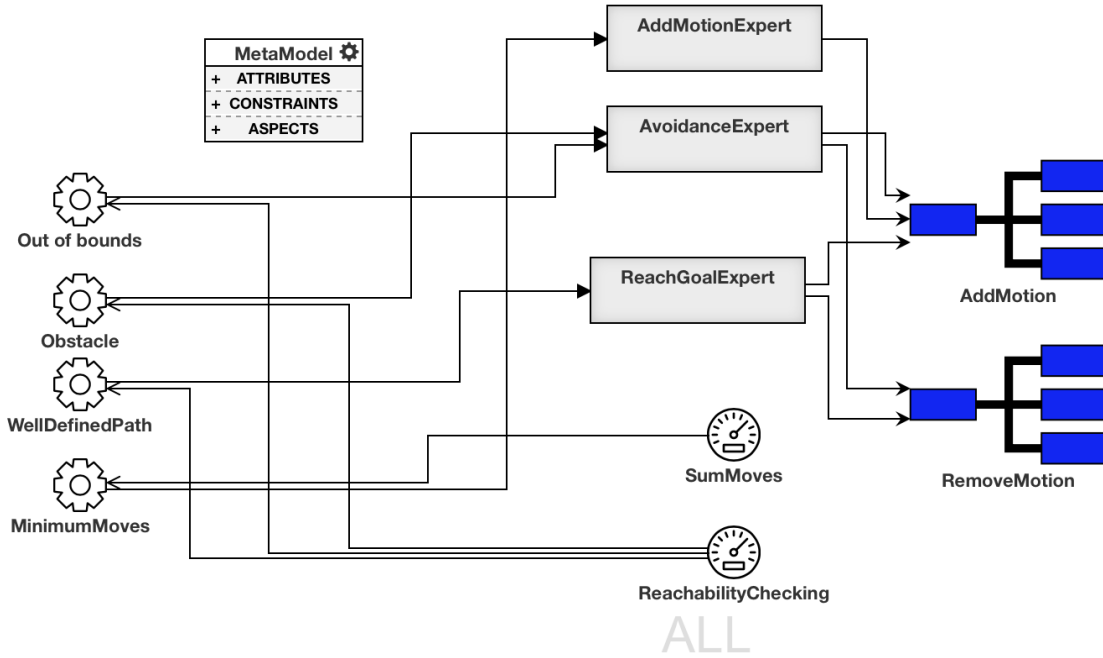 AddMotionExpert
MetaModel
+ ATTRIBUTES
+ CONSTRAINTS
+ ASPECTS
AvoidanceExpert
Out of bounds
ReachGoalExpert
AddMotion
Obstacle
WellDefinedPath
SumMoves
RemoveMotion
MinimumMoves
ReachabilityChecking
ALL